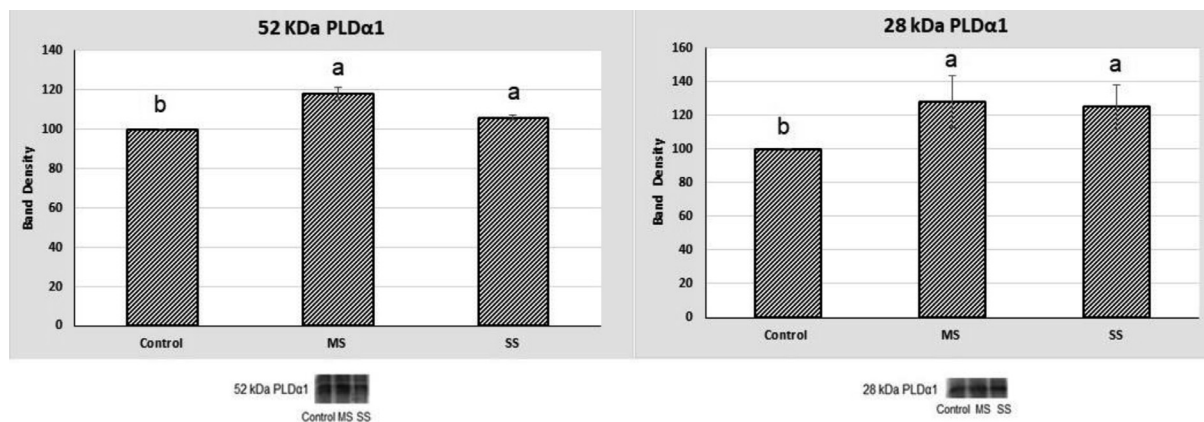 52 KDa PLDα1
140
120
100
80
60
40
20
0
Band Density
b
a
a
Control
MS
SS
52 kDa PLDα1
Control MS SS
28 kDa PLDα1
160
140
120
100
80
60
40
20
0
Band Density
b
a
a
Control
MS
SS
28 kDa PLDα1
Control MS SS